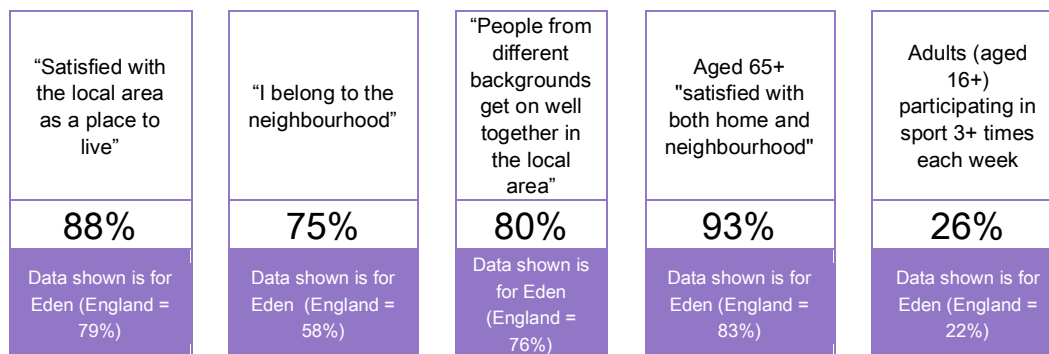 “Satisfied with
the local area
as a place to
live”
88%
Data shown is for
Eden (England =
79%)
“I belong to the
neighbourhood”
75%
Data shown is for
Eden  (England =
58%)
“People from
different
backgrounds
get on well
together in
the local
area”
80%
Data shown is
for Eden
(England =
76%)
Aged 65+
"satisfied with
both home and
neighbourhood"
93%
Data shown is for
Eden (England =
83%)
Adults (aged
16+)
participating in
sport 3+ times
each week
26%
Data shown is for
Eden (England =
22%)